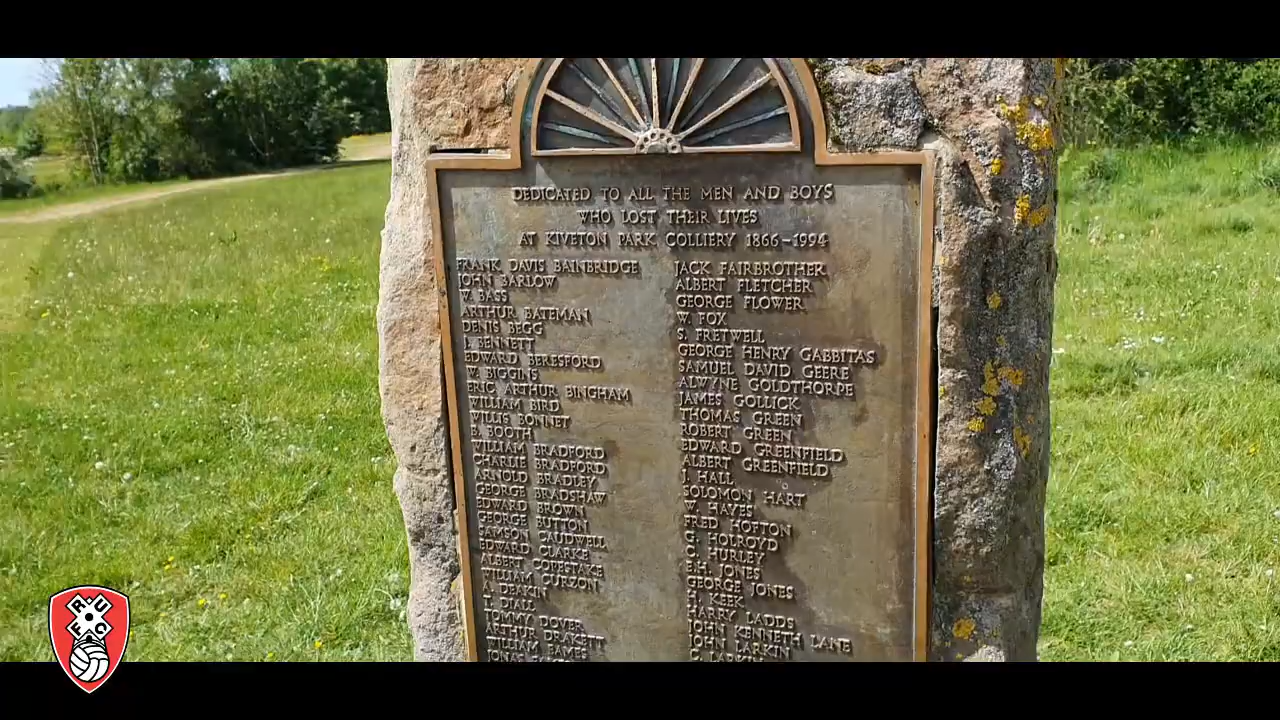 DEDICATED TO ALL THE MEN AND BOYS
WHO LOST THEIR LIVES
AT KIVETON PARK COLLIERY 1866-1994
FRANK DAVIS BAINBRIDGE
JOHN BARLOW
W. BASS
ARTHUR BATEMAN
DENIS BEGG
J. BENNETT
EDWARD BERESFORD
W. BIGGINS
ERIC ARTHUR BINGHAM
WILLIAM BIRD
WILLIS BONNET
E. BOOTH
WILLIAM BRADFORD
CHARLIE BRADFORD
ARNOLD BRADLEY
GEORGE BRADSHAW
EDWARD BROWN
GEORGE BUTTON
SAMSON CAUDWELL
EDWARD CLARKE
ALBERT COPESTAKE
WILLIAM CURZON
DEAKIN
DIALL
TOMMY DOVER
ARTHUR DRAKETT
WILLIAM EAMES
JACK FAIRBROTHER
ALBERT FLETCHER
GEORGE FLOWER
W. FOX
S. FRETWELL
GEORGE HENRY GABBITAS
SAMUEL DAVID GEERE
ALWYNE GOLDTHORPE
JAMES GOLLICK
THOMAS GREEN
ROBERT GREEN
EDWARD GREENFIELD
ALBERT GREENFIELD
J. HALL
SOLOMON HART
W. HAYES
FRED HOFTON
G. HOLROYD
C. HURLEY
E.H. JONES
GEORGE JONES
H. KEEK
HARRY LADDS
JOHN KENNETH LANE
JOHN LARKIN
C. LARKIN
R U
F C